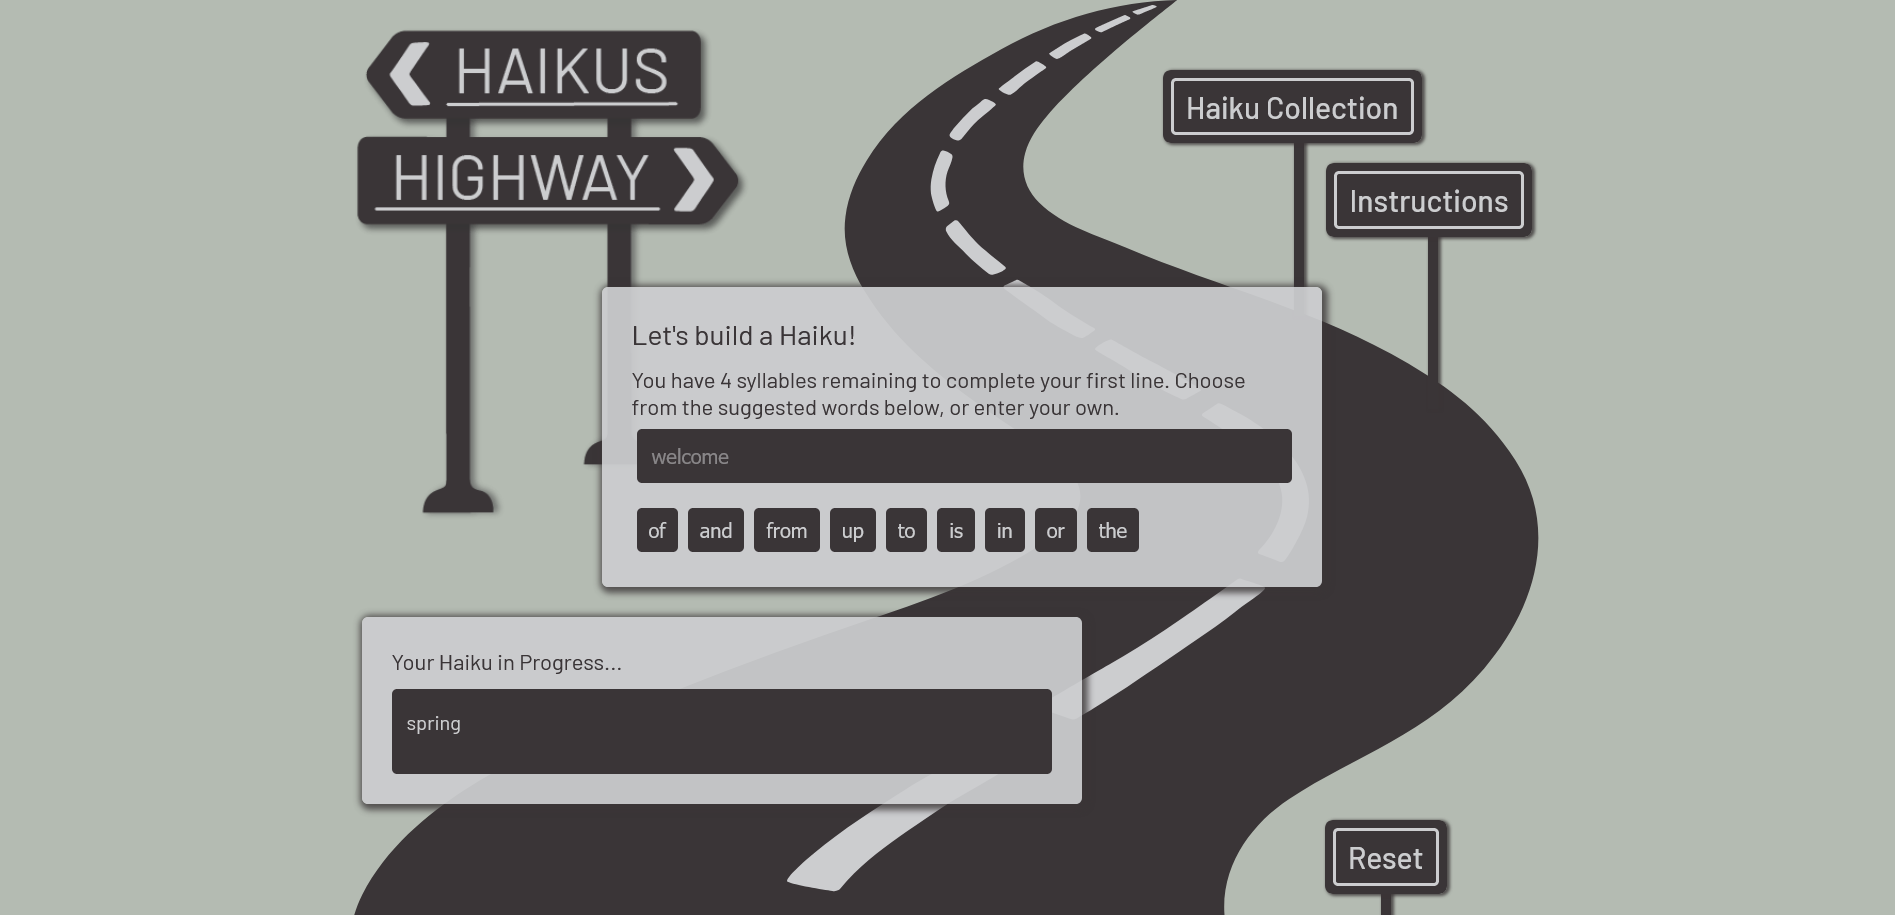 HAIKUS
HIGHWAY
Haiku Collection
Instructions
Let's build a Haiku!
You have 4 syllables remaining to complete your first line. Choose
from the suggested words below, or enter your own.
welcome
of and from up to is in or the
Your Haiku in Progress...
spring
Reset